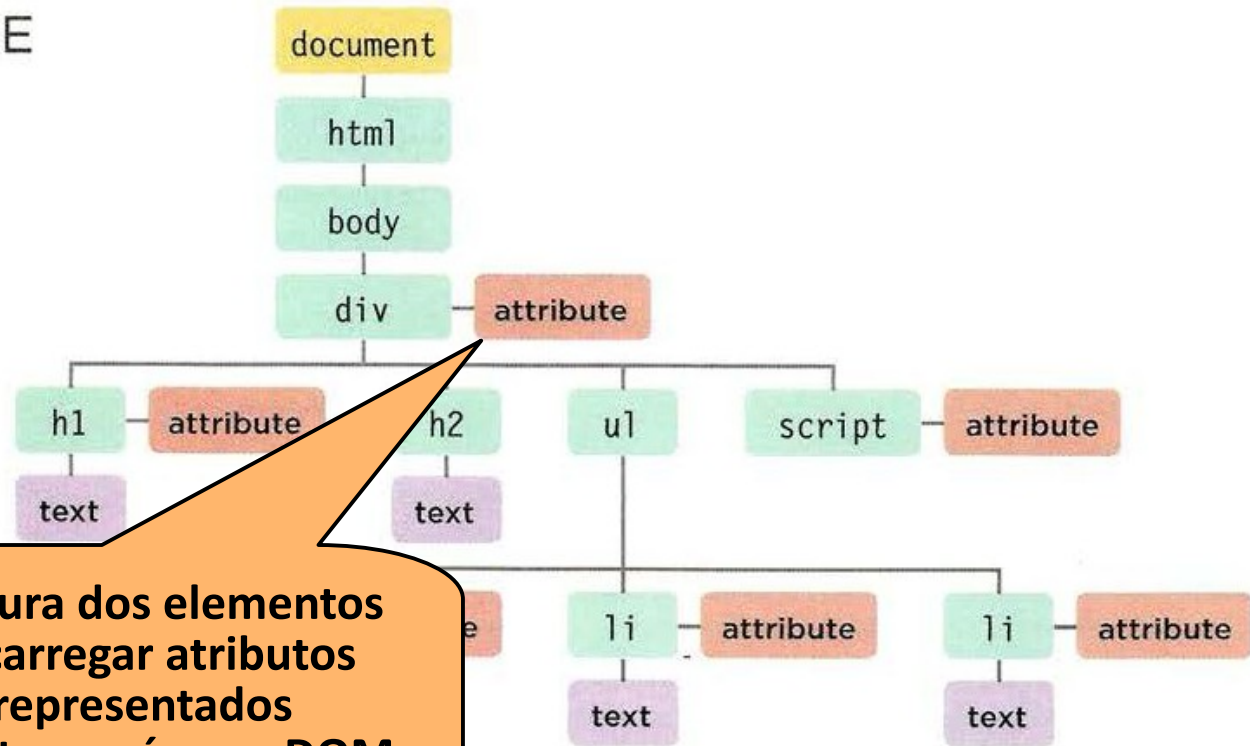 E
document
html
body
div attribute
h1 attribute h2 ul script attribute
text text
ura dos elementos
carregar atributos
representados
DOM
e li attribute li attribute
text text